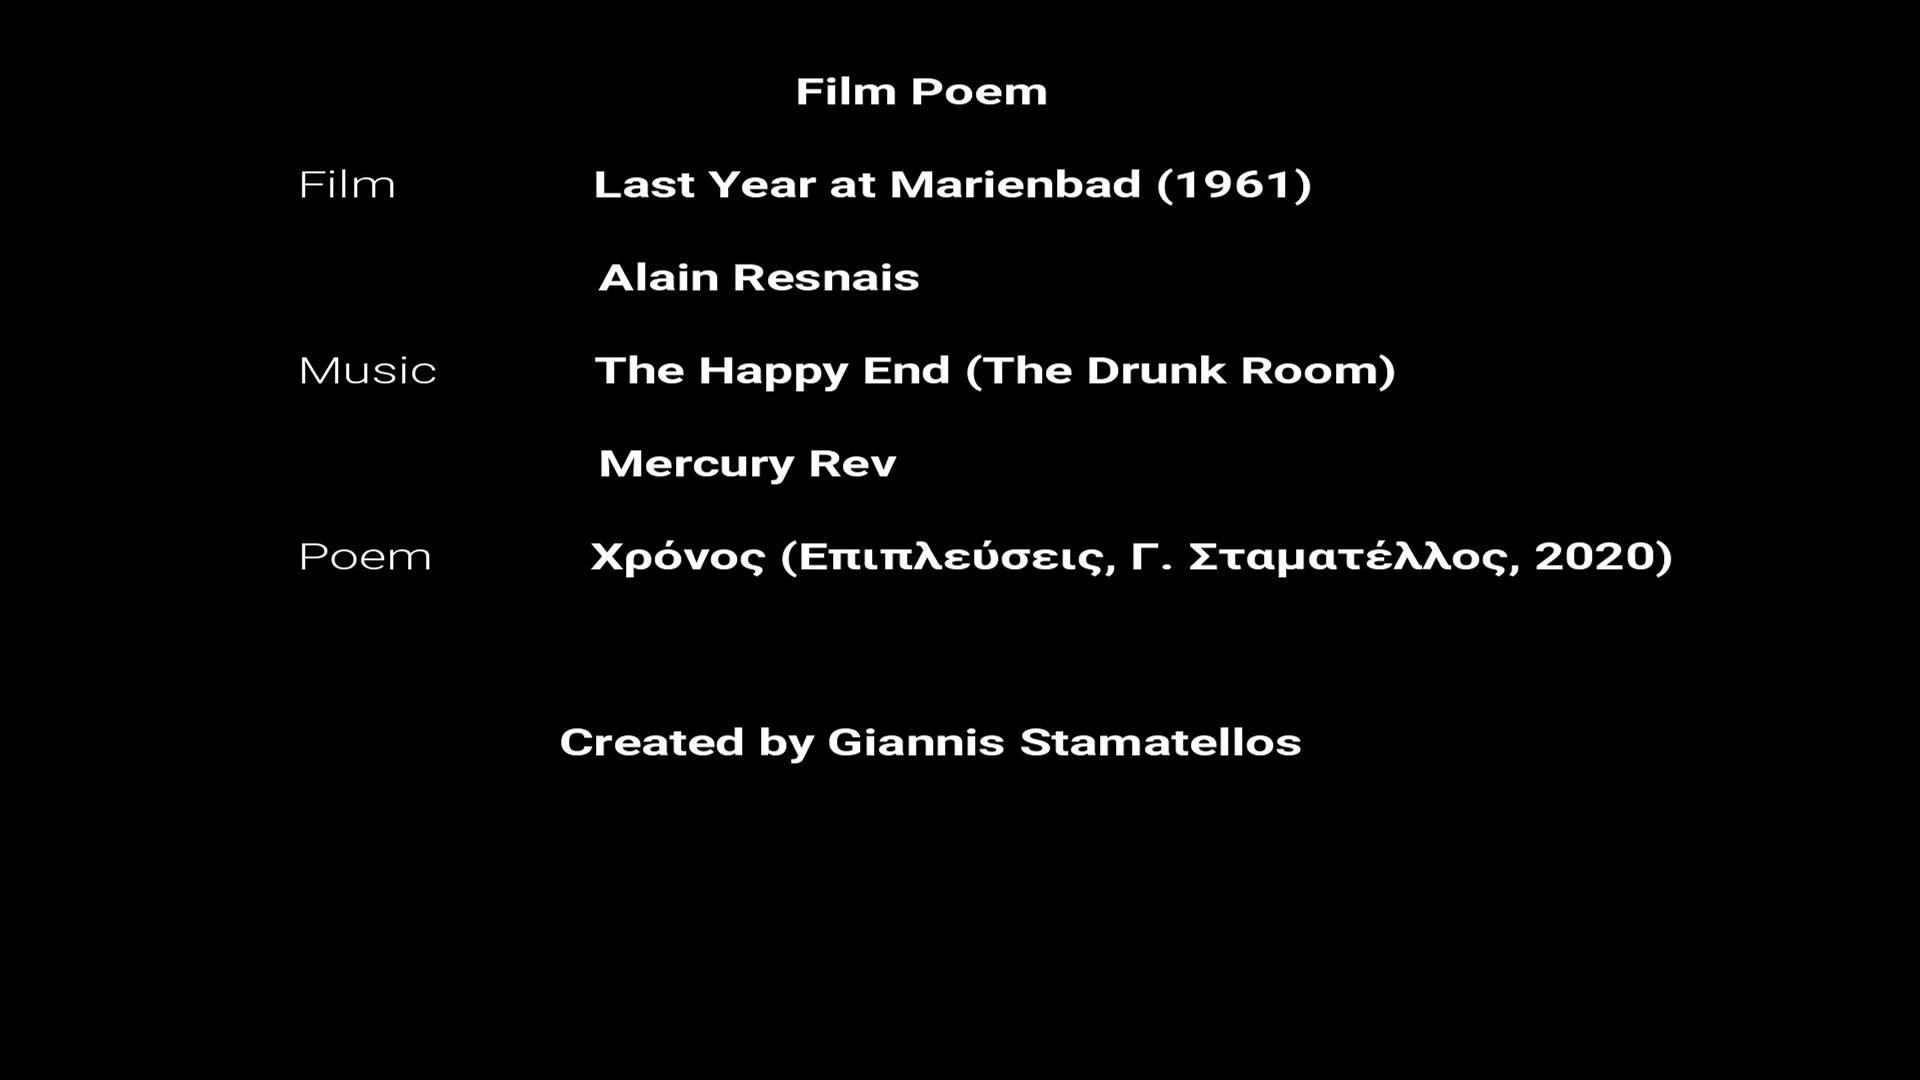 Film Poem
Film Last Year at Marienbad (1961)
Alain Resnais
Music The Happy End (The Drunk Room)
Mercury Rev
Poem Χρόνος (Επιπλεύσεις, Γ. Σταματέλλος, 2020)
Created by Giannis Stamatellos